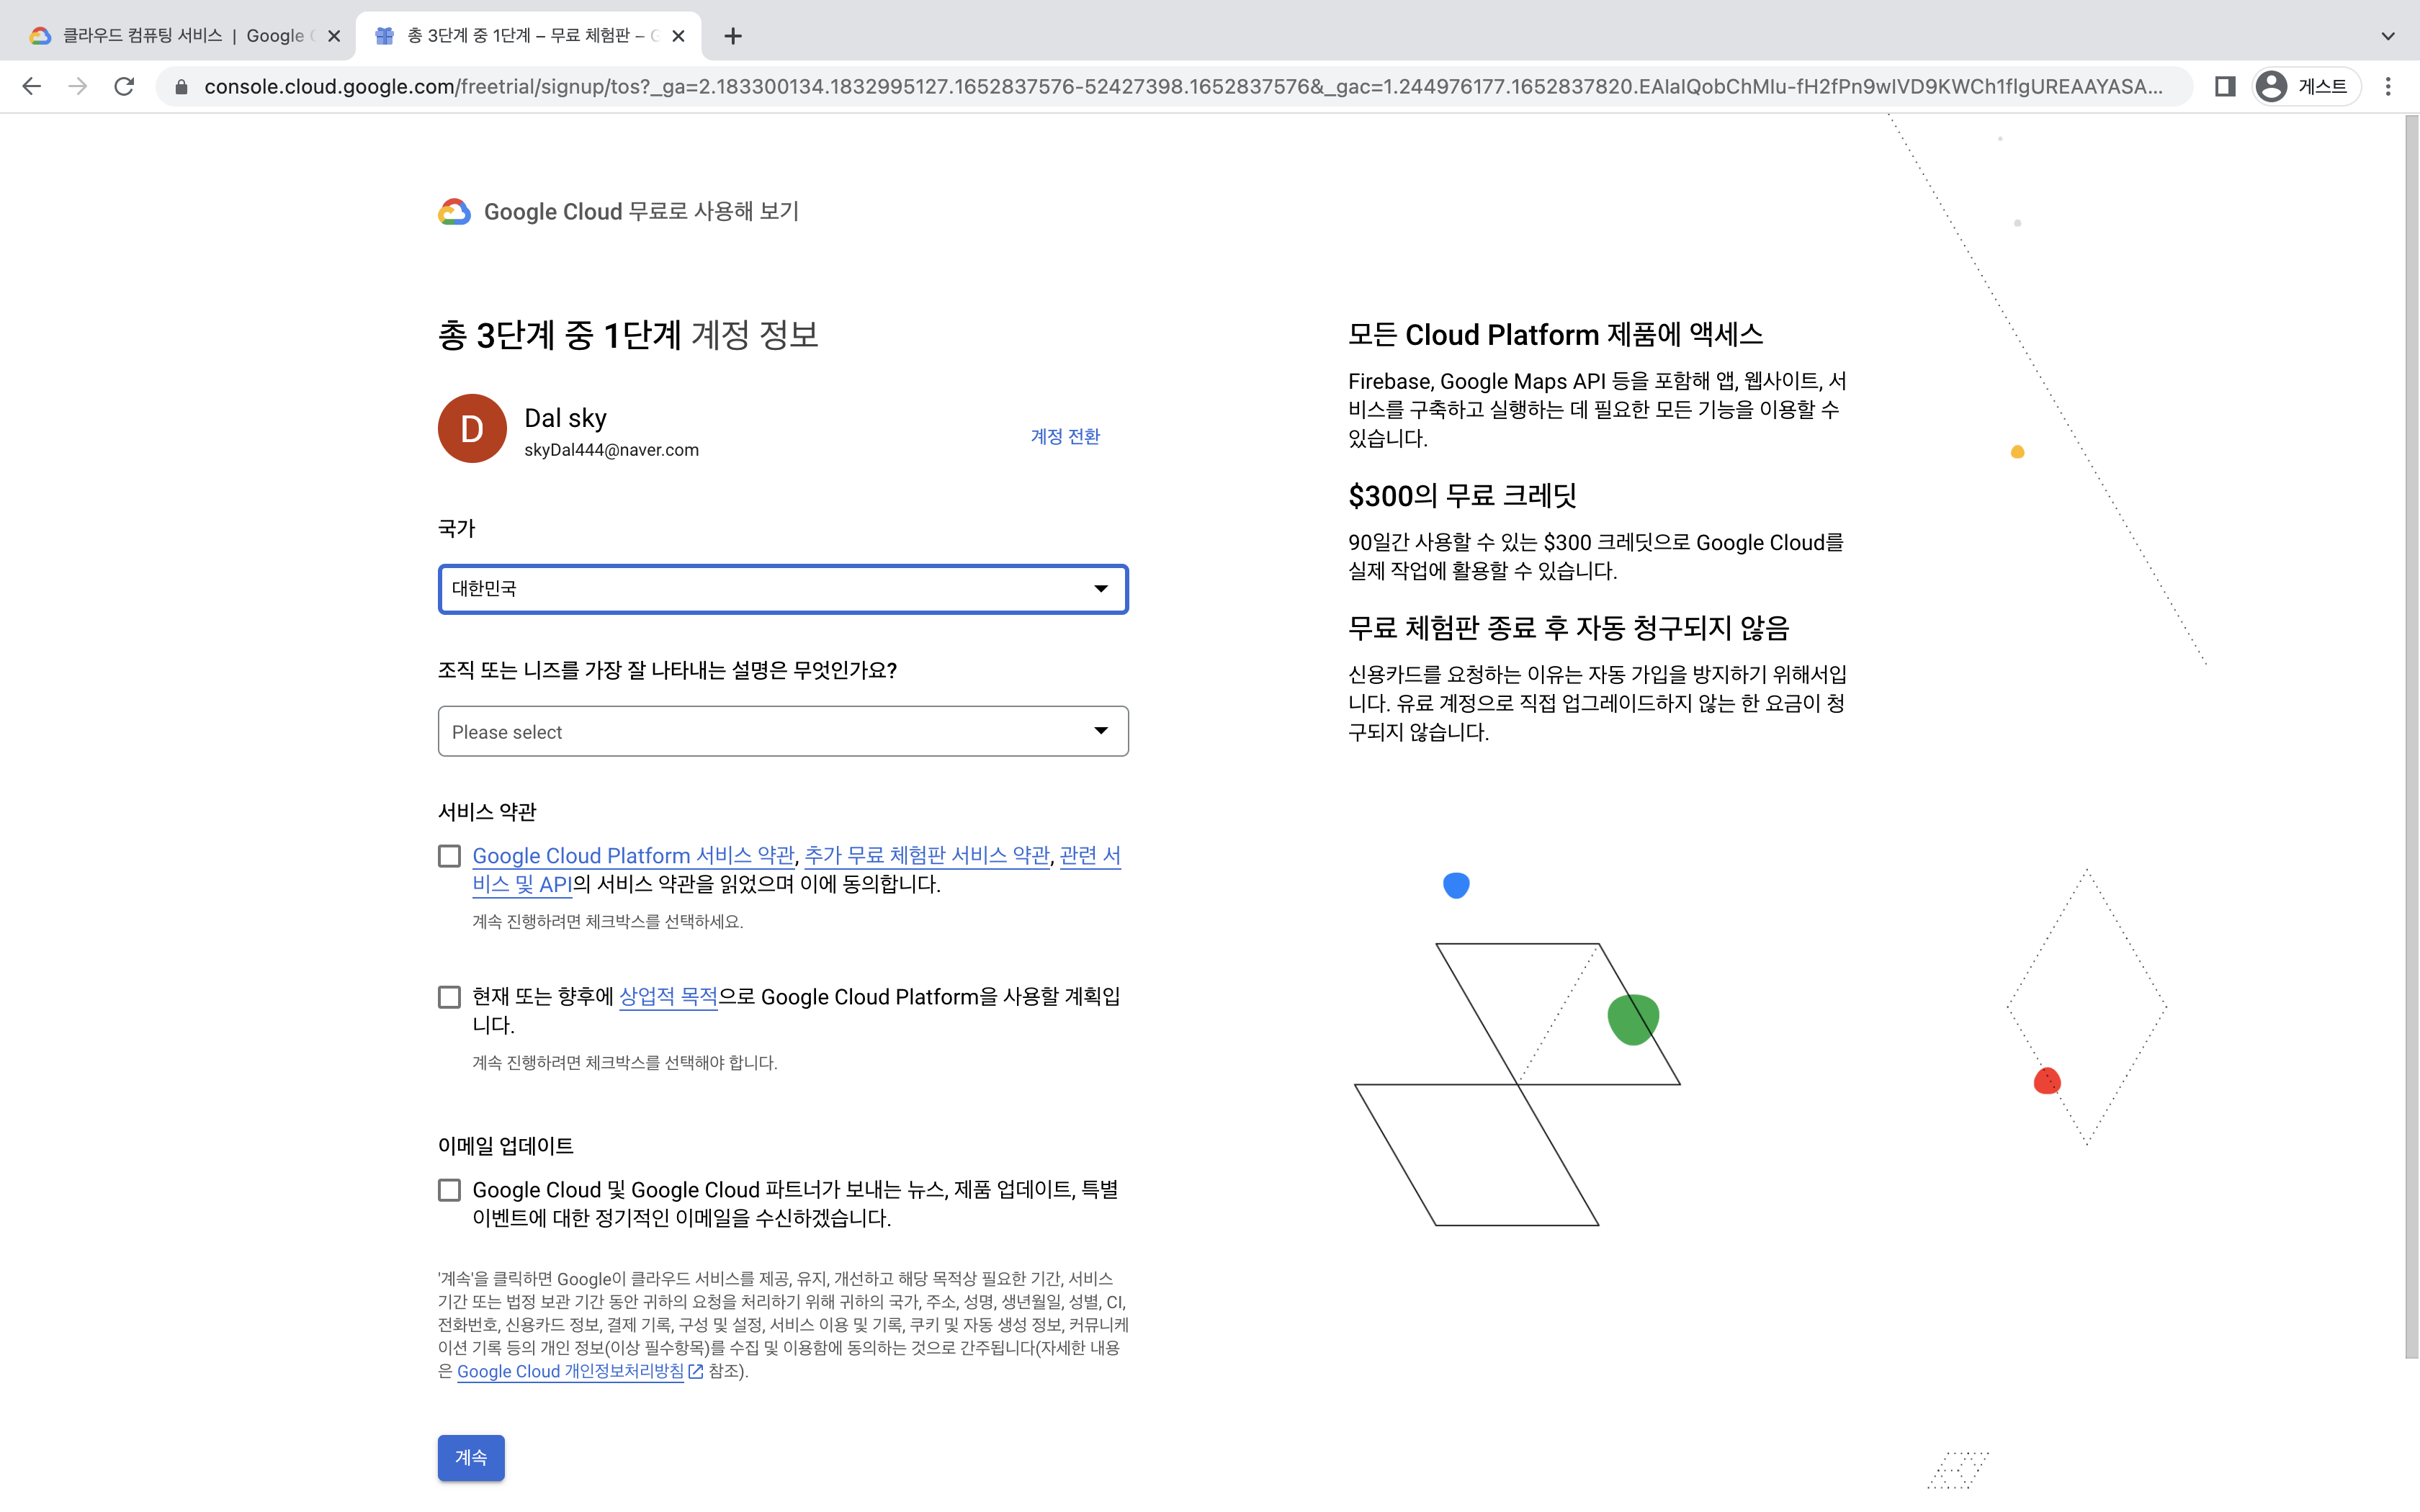 클라우드 컴퓨팅 서비스 | Google
총 3단계 중 1단계 – 무료 체험판 –
console.cloud.google.com/freetrial/signup/tos?_ga=2.183300134.1832995127.1652837576-52427398.1652837576&_gac=1.244976177.1652837820.EAIaIQobChMIu-fH2fPn9wIVD9KWCh1fIgUREAAYASA...
게스트
Google Cloud 무료로 사용해 보기
총 3단계 중 1단계 계정 정보
D
Dal sky
skyDal444@naver.com
계정 전환
국가
대한민국
조직 또는 니즈를 가장 잘 나타내는 설명은 무엇인가요?
Please select
서비스 약관
Google Cloud Platform 서비스 약관, 추가 무료 체험판 서비스 약관, 관련 서
비스 및 API의 서비스 약관을 읽었으며 이에 동의합니다.
계속 진행하려면 체크박스를 선택하세요.
현재 또는 향후에 상업적 목적으로 Google Cloud Platform을 사용할 계획입
니다.
계속 진행하려면 체크박스를 선택해야 합니다.
이메일 업데이트
Google Cloud 및 Google Cloud 파트너가 보내는 뉴스, 제품 업데이트, 특별
이벤트에 대한 정기적인 이메일을 수신하겠습니다.
'계속'을 클릭하면 Google이 클라우드 서비스를 제공, 유지, 개선하고 해당 목적상 필요한 기간, 서비스
기간 또는 법정 보관 기간 동안 귀하의 요청을 처리하기 위해 귀하의 국가, 주소, 성명, 생년월일, 성별, CI,
전화번호, 신용카드 정보, 결제 기록, 구성 및 설정, 서비스 이용 및 기록, 쿠키 및 자동 생성 정보, 커뮤니케
이션 기록 등의 개인 정보(이상 필수항목)를 수집 및 이용함에 동의하는 것으로 간주됩니다(자세한 내용
은 Google Cloud 개인정보처리방침 참조).
계속
모든 Cloud Platform 제품에 액세스
Firebase, Google Maps API 등을 포함해 앱, 웹사이트, 서
비스를 구축하고 실행하는 데 필요한 모든 기능을 이용할 수
있습니다.
$300의 무료 크레딧
90일간 사용할 수 있는 $300 크레딧으로 Google Cloud를
실제 작업에 활용할 수 있습니다.
무료 체험판 종료 후 자동 청구되지 않음
신용카드를 요청하는 이유는 자동 가입을 방지하기 위해서입
니다. 유료 계정으로 직접 업그레이드하지 않는 한 요금이 청
구되지 않습니다.